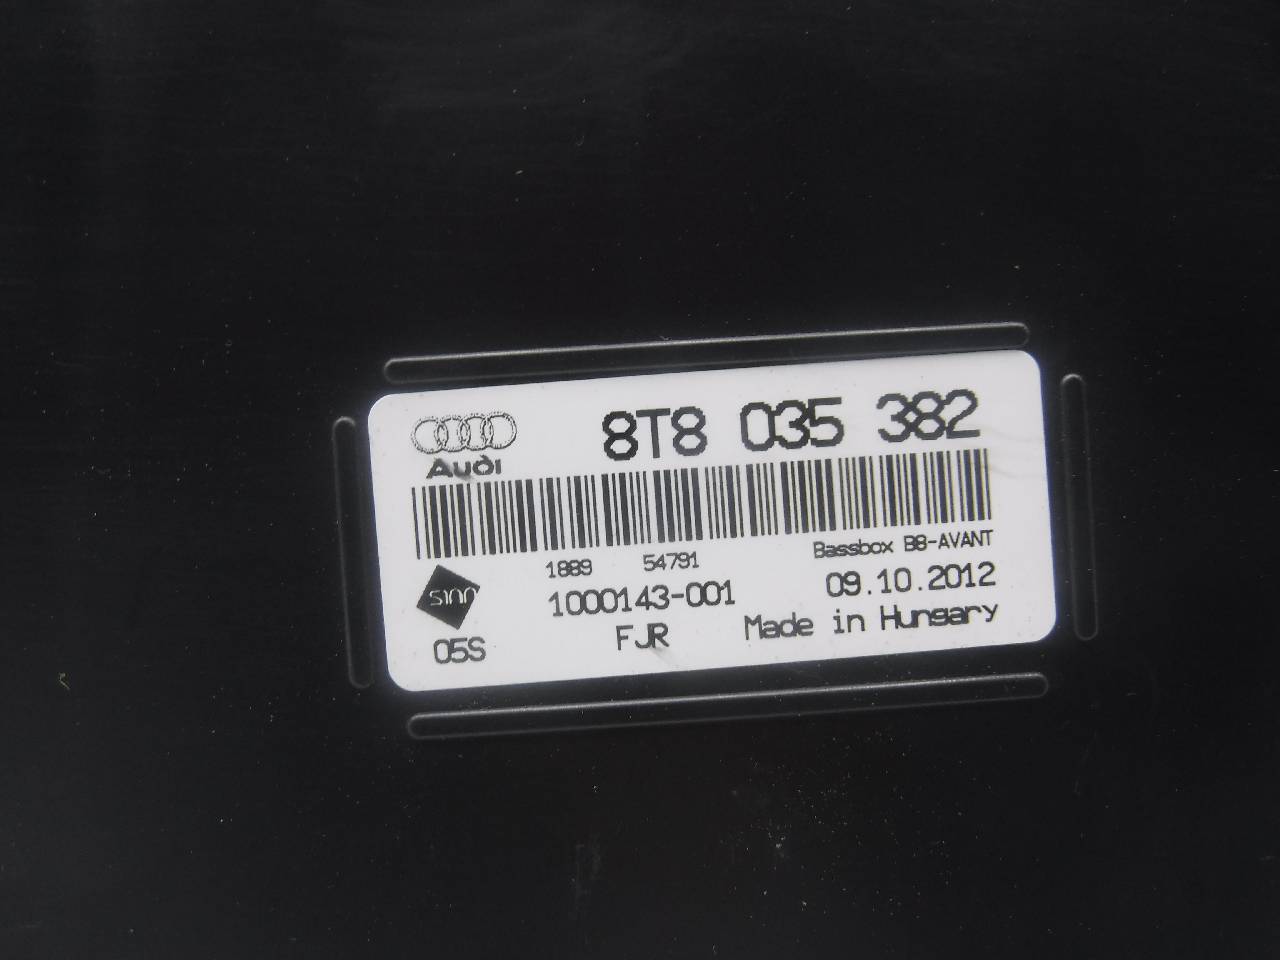 8T8 035 382
Audi
1889 54791 Bassbox B8-AVANT
1000143-001 09.10.2012
05S FJR Made in Hungary